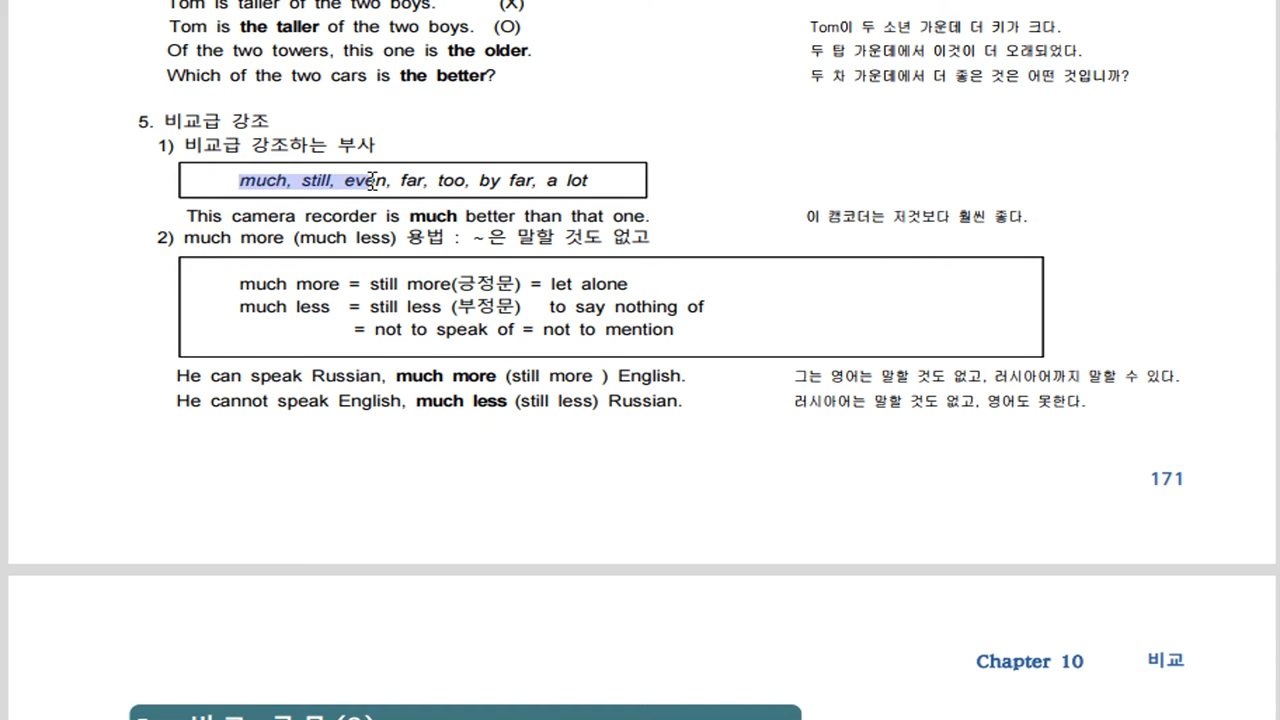 Tom is taller of the two boys. (X)
Tom is the taller of the two boys. (O) Tom이 두 소년 가운데 더 키가 크다.
Of the two towers, this one is the older. 두 탑 가운데에서 이것이 더 오래되었다.
Which of the two cars is the better? 두 차 가운데에서 더 좋은 것은 어떤 것입니까?
5. 비교급 강조
1) 비교급 강조하는 부사
much, still, even, far, too, by far, a lot
This camera recorder is much better than that one. 이 캠코더는 저것보다 훨씬 좋다.
2) much more (much less) 용법 : ~은 말할 것도 없고
much more = still more(긍정문) = let alone
much less = still less (부정문) to say nothing of
= not to speak of = not to mention
He can speak Russian, much more (still more ) English. 그는 영어는 말할 것도 없고, 러시아어까지 말할 수 있다.
He cannot speak English, much less (still less) Russian. 러시아어는 말할 것도 없고, 영어도 못한다.
171
Chapter 10 비교